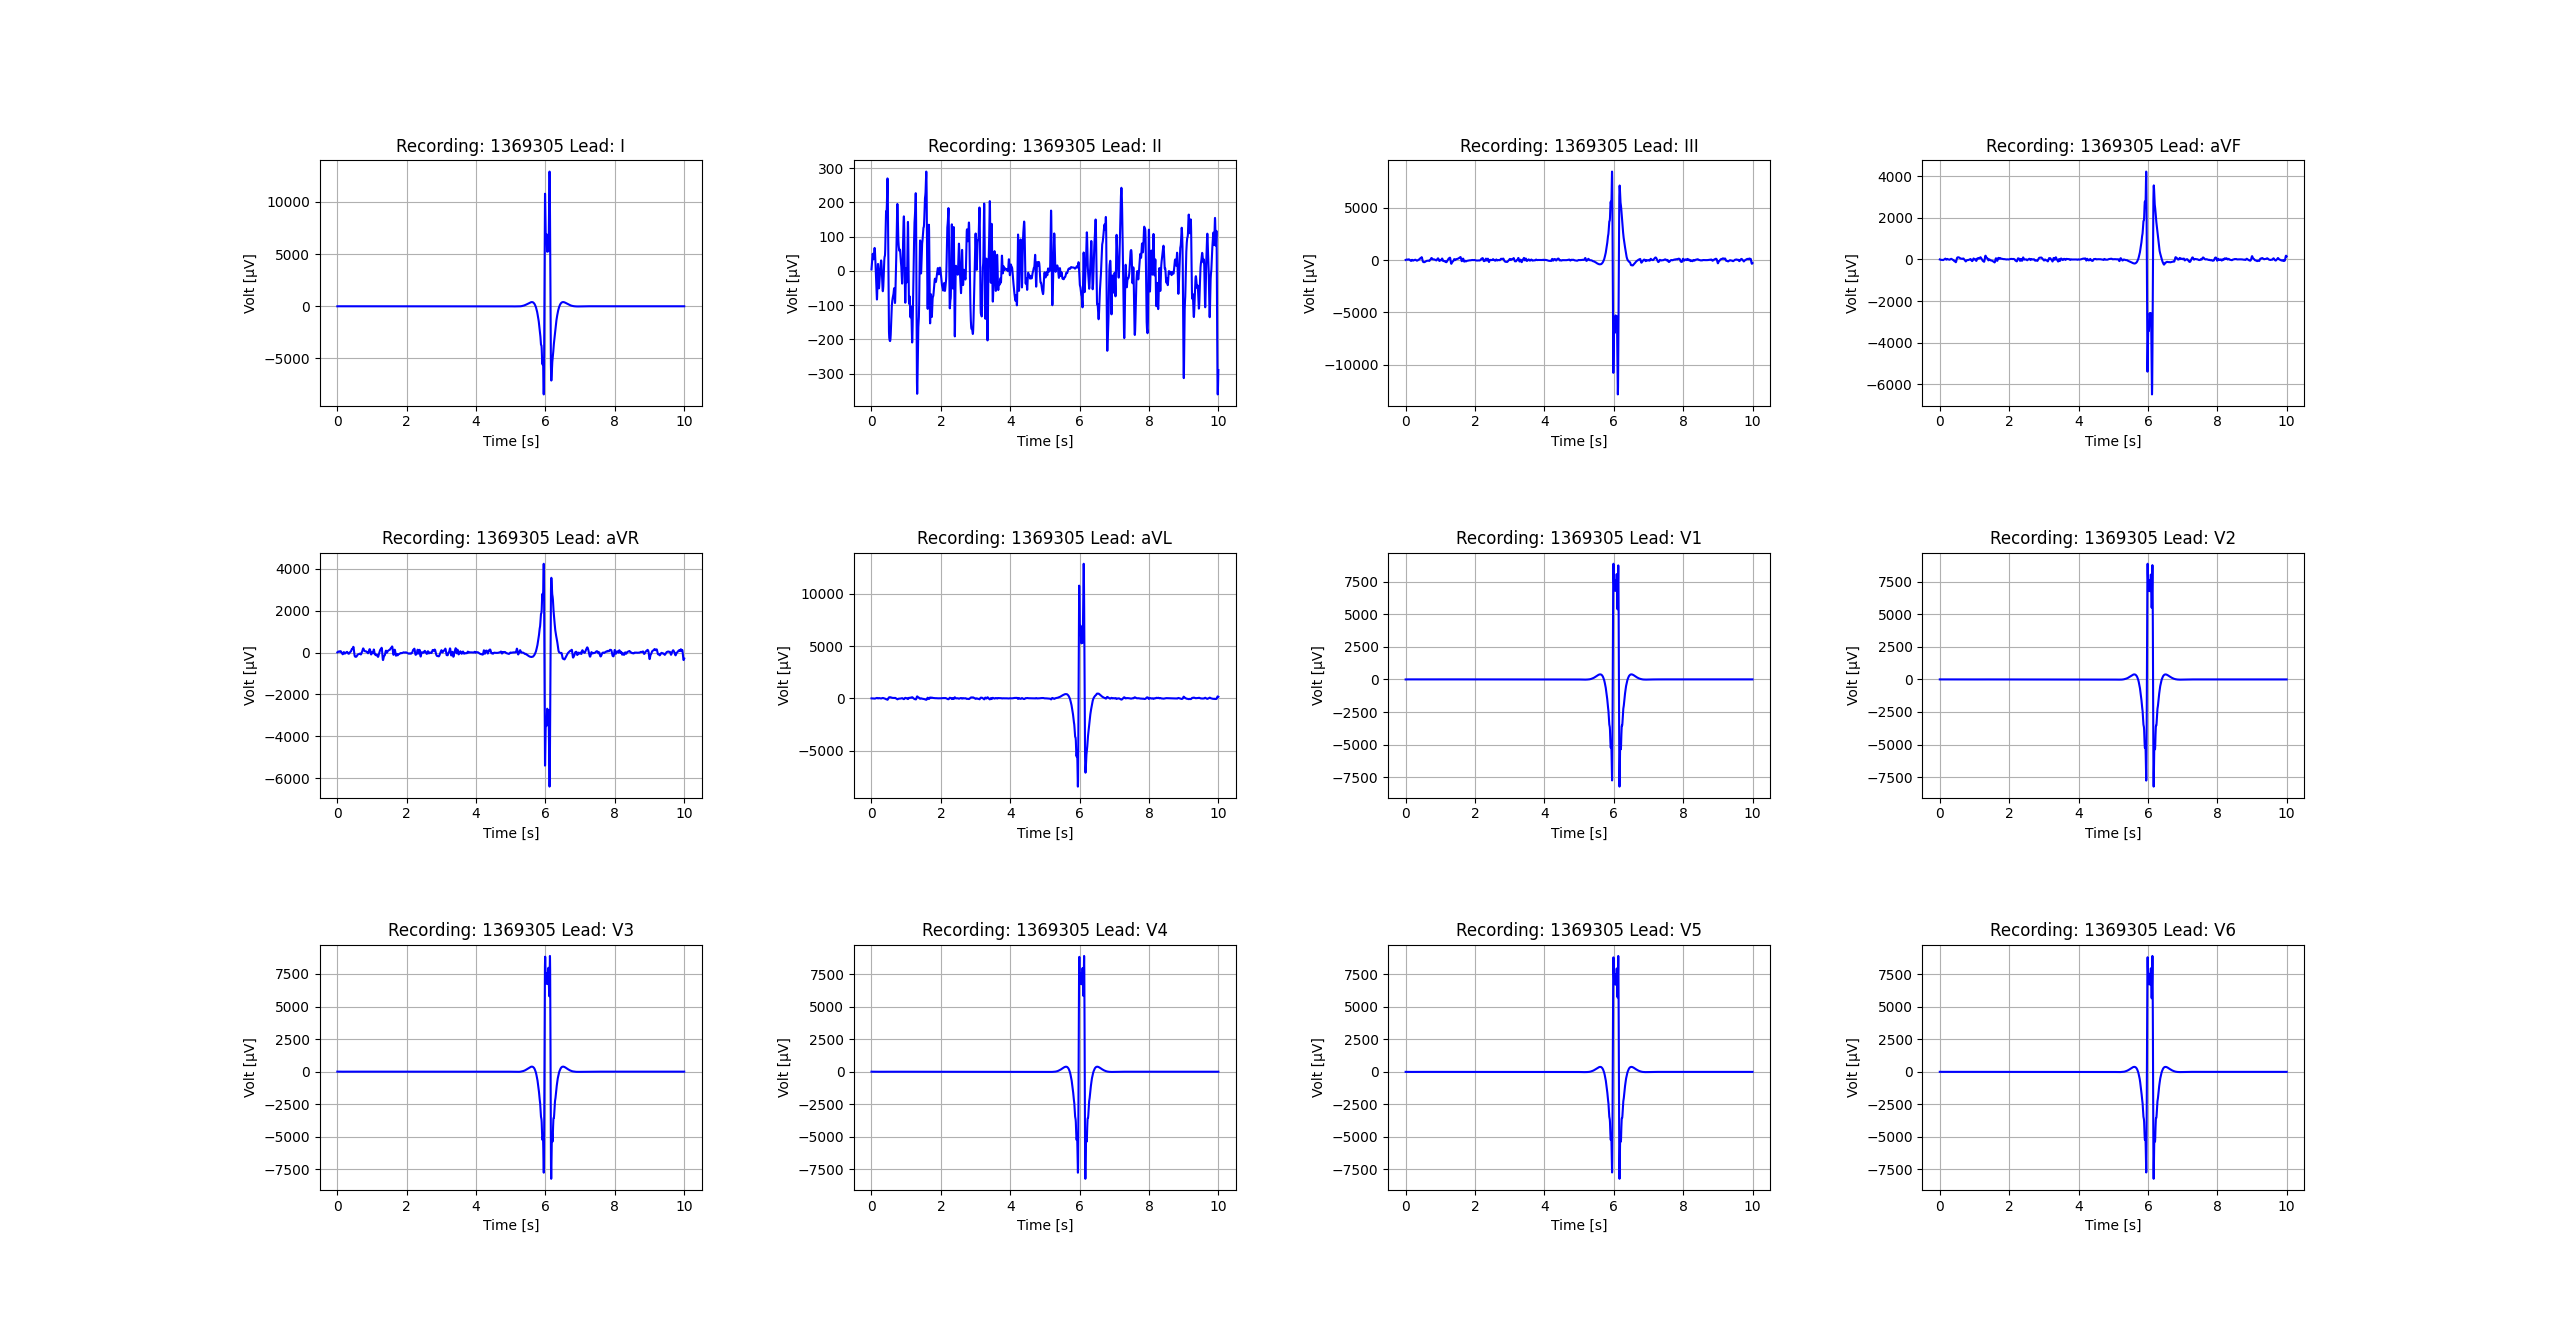 Recording: 1369305 Lead: I
10000
5000
0
−5000
Volt [µV]
0 2 4 6 8 10
Time [s]
Recording: 1369305 Lead: II
300
200
100
0
−100
−200
−300
Volt [µV]
0 2 4 6 8 10
Time [s]
Recording: 1369305 Lead: III
5000
0
−5000
−10000
Volt [µV]
0 2 4 6 8 10
Time [s]
Recording: 1369305 Lead: aVF
4000
2000
0
−2000
−4000
−6000
Volt [µV]
0 2 4 6 8 10
Time [s]
Recording: 1369305 Lead: aVR
4000
2000
0
−2000
−4000
−6000
Volt [µV]
0 2 4 6 8 10
Time [s]
Recording: 1369305 Lead: aVL
10000
5000
0
−5000
Volt [µV]
0 2 4 6 8 10
Time [s]
Recording: 1369305 Lead: V1
7500
5000
2500
0
−2500
−5000
−7500
Volt [µV]
0 2 4 6 8 10
Time [s]
Recording: 1369305 Lead: V2
7500
5000
2500
0
−2500
−5000
−7500
Volt [µV]
0 2 4 6 8 10
Time [s]
Recording: 1369305 Lead: V3
7500
5000
2500
0
−2500
−5000
−7500
Volt [µV]
0 2 4 6 8 10
Time [s]
Recording: 1369305 Lead: V4
7500
5000
2500
0
−2500
−5000
−7500
Volt [µV]
0 2 4 6 8 10
Time [s]
Recording: 1369305 Lead: V5
7500
5000
2500
0
−2500
−5000
−7500
Volt [µV]
0 2 4 6 8 10
Time [s]
Recording: 1369305 Lead: V6
7500
5000
2500
0
−2500
−5000
−7500
Volt [µV]
0 2 4 6 8 10
Time [s]